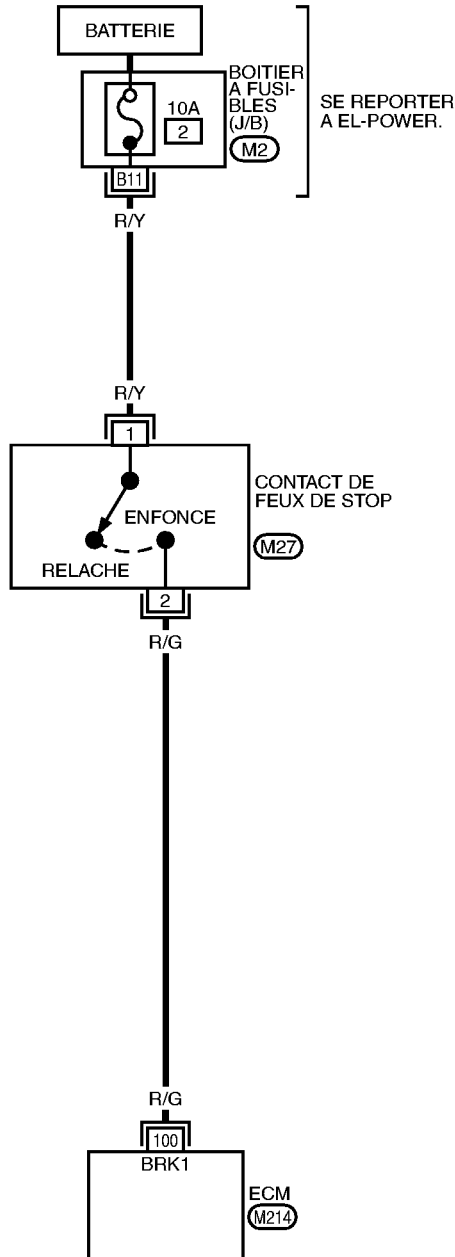 BATTERIE
BOITIER
A FUSI-
BLES
(J/B)
M2
10A
2
SE REPORTER
A EL-POWER.
B11
R/Y
R/Y
1
CONTACT DE
FEUX DE STOP
M27
ENFONCE
RELACHE
2
R/G
R/G
100
BRK1
ECM
M214